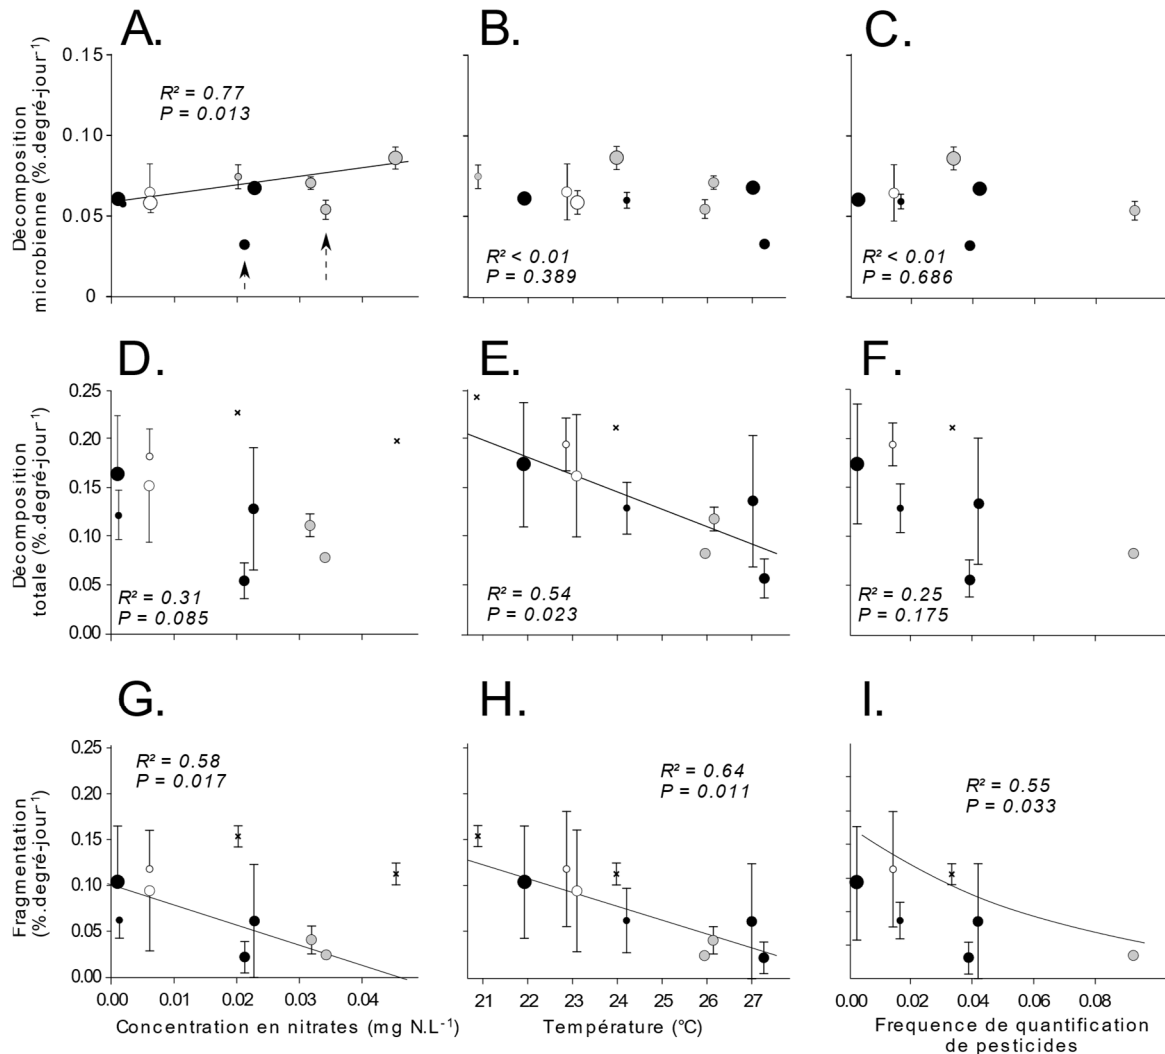 A.
B.
C.
Décomposition
microbienne (%.degré-jour⁻¹)
0.15
0.10
0.05
0
R² = 0.77
P = 0.013
R² < 0.01
P = 0.389
R² < 0.01
P = 0.686
D.
E.
F.
Décomposition
totale (%.degré-jour⁻¹)
0.25
0.20
0.15
0.10
0.05
0.00
R² = 0.31
P = 0.085
R² = 0.54
P = 0.023
R² = 0.25
P = 0.175
G.
H.
I.
Fragmentation
(%.degré-jour⁻¹)
0.25
0.20
0.15
0.10
0.05
0.00
R² = 0.58
P = 0.017
R² = 0.64
P = 0.011
R² = 0.55
P = 0.033
0.00 0.01 0.02 0.03 0.04
21 22 23 24 25 26 27
0.00 0.02 0.04 0.06 0.08
Concentration en nitrates (mg N.L⁻¹)
Température (°C)
Frequence de quantification
de pesticides